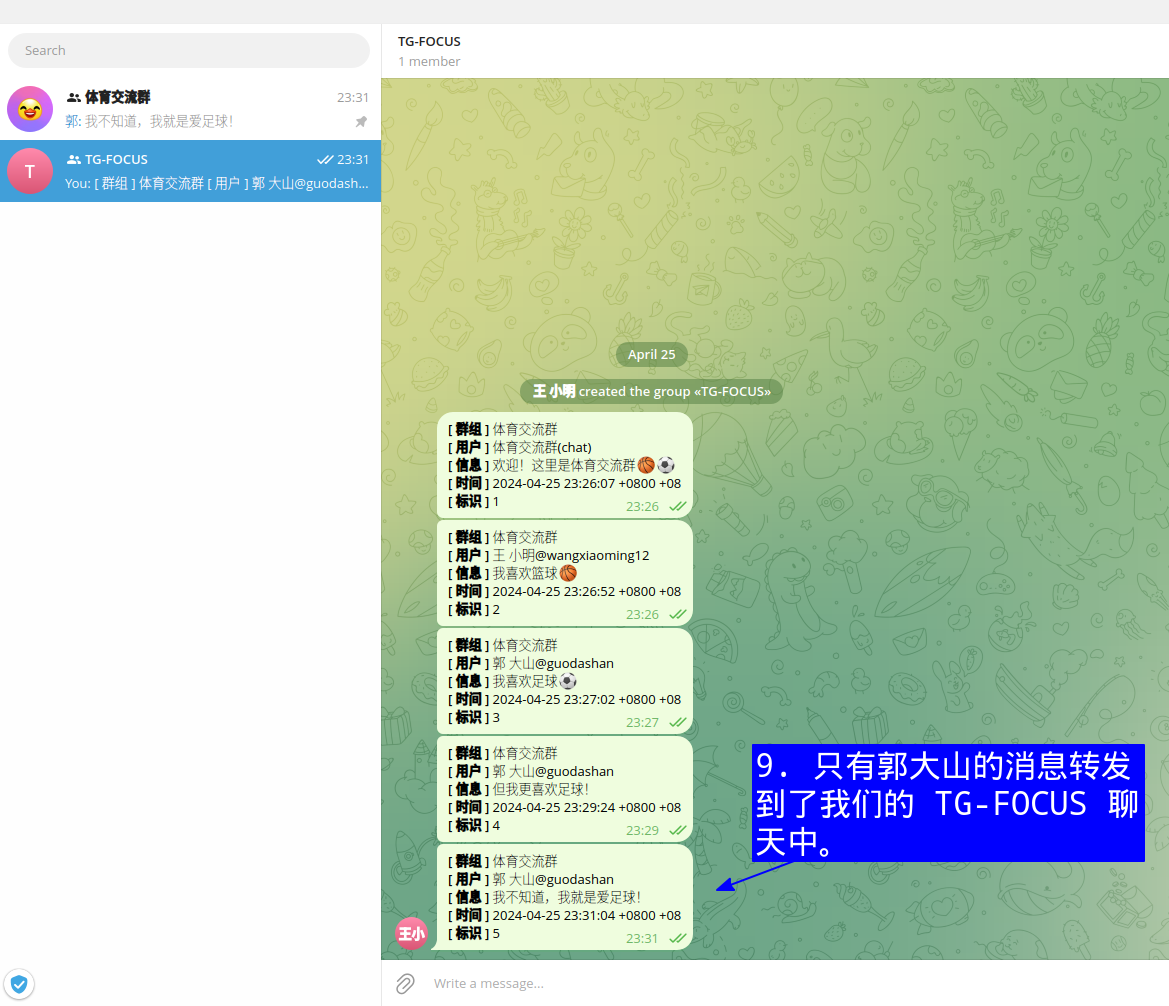 Search
体育交流群 23:31
郭: 我不知道，我就是爱足球！
T
TG-FOCUS 23:31
You: [ 群组 ] 体育交流群 [ 用户 ] 郭 大山@guodash...
TG-FOCUS
1 member
April 25
王 小明 created the group «TG-FOCUS»
[ 群组 ] 体育交流群
[ 用户 ] 体育交流群(chat)
[ 信息 ] 欢迎！这里是体育交流群🏀⚽
[ 时间 ] 2024-04-25 23:26:07 +0800 +08
[ 标识 ] 1
23:26
[ 群组 ] 体育交流群
[ 用户 ] 王 小明@wangxiaoming12
[ 信息 ] 我喜欢篮球🏀
[ 时间 ] 2024-04-25 23:26:52 +0800 +08
[ 标识 ] 2
23:26
[ 群组 ] 体育交流群
[ 用户 ] 郭 大山@guodashan
[ 信息 ] 我喜欢足球⚽
[ 时间 ] 2024-04-25 23:27:02 +0800 +08
[ 标识 ] 3
23:27
[ 群组 ] 体育交流群
[ 用户 ] 郭 大山@guodashan
[ 信息 ] 但我更喜欢足球！
[ 时间 ] 2024-04-25 23:29:24 +0800 +08
[ 标识 ] 4
23:29
[ 群组 ] 体育交流群
[ 用户 ] 郭 大山@guodashan
[ 信息 ] 我不知道，我就是爱足球！
[ 时间 ] 2024-04-25 23:31:04 +0800 +08
[ 标识 ] 5
23:31
王小
9. 只有郭大山的消息转发
到了我们的 TG-FOCUS 聊
天中。
Write a message...